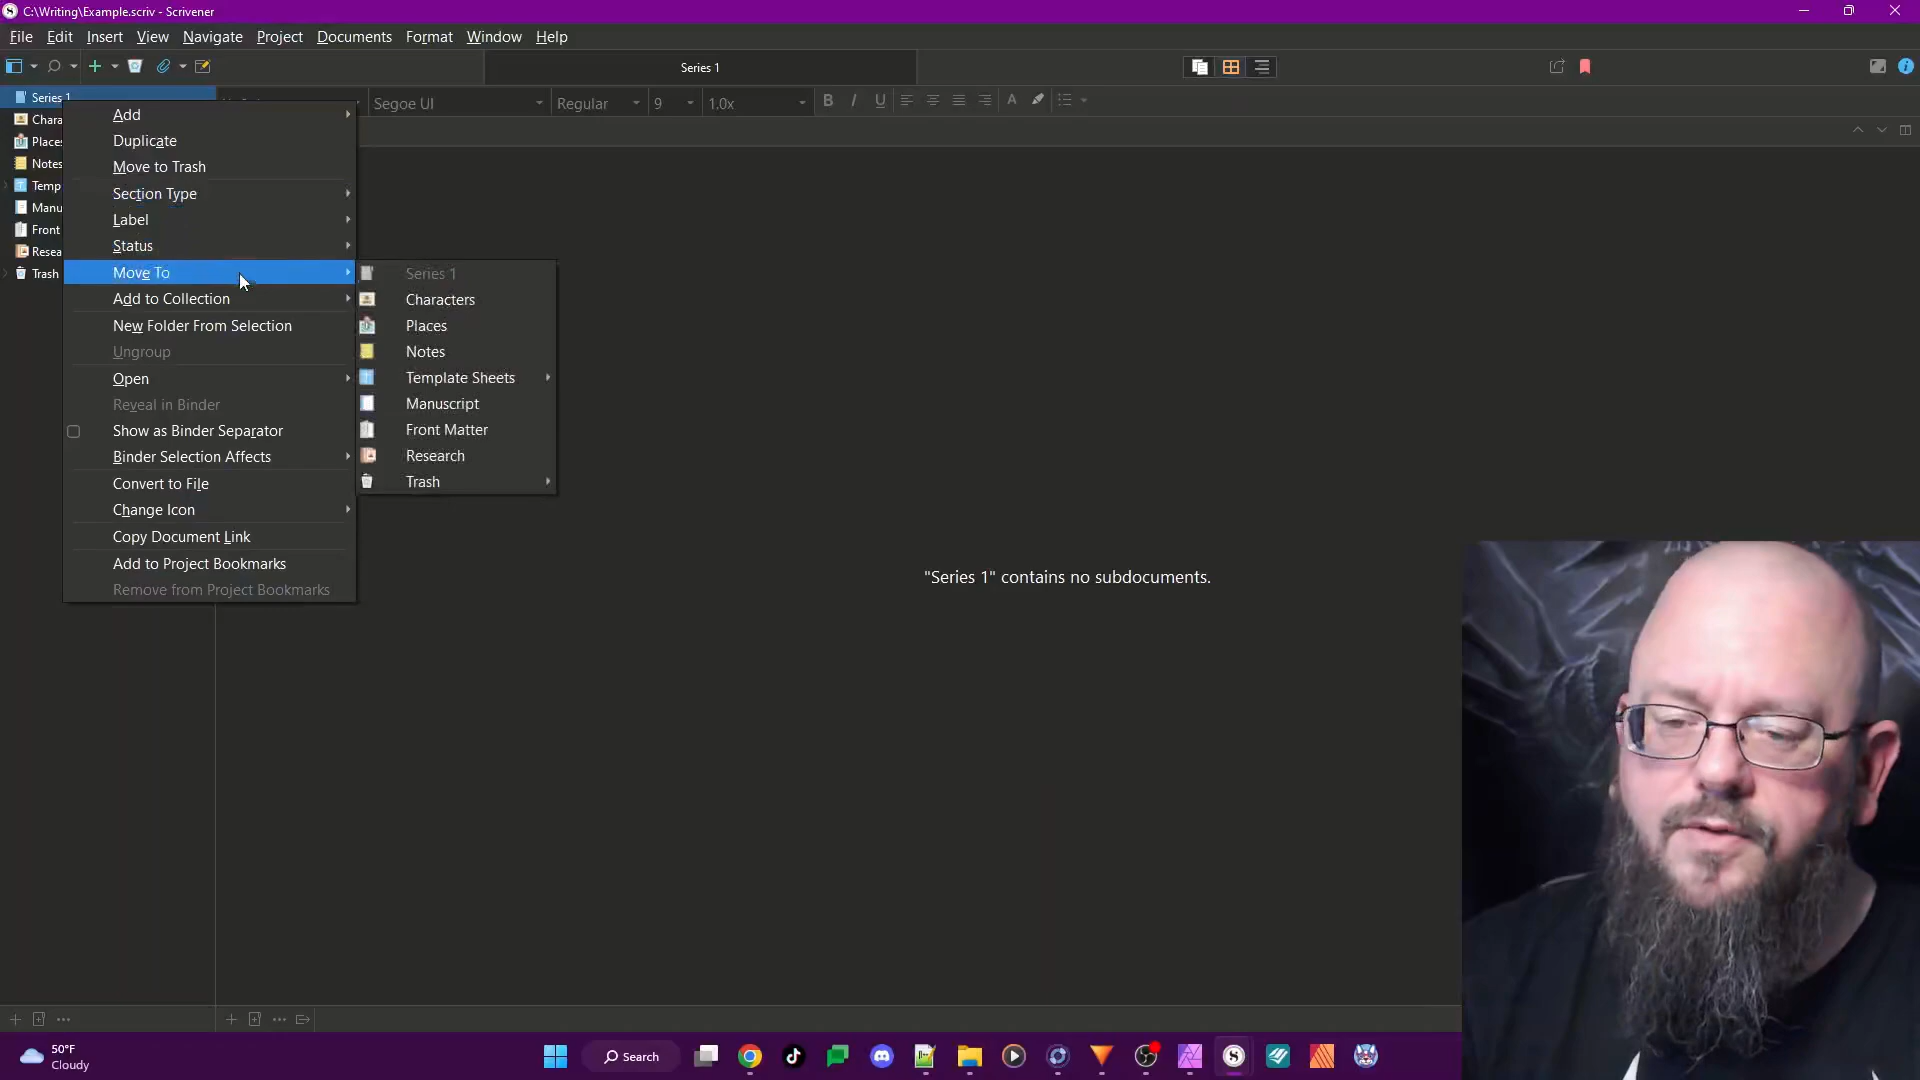 C:\Writing\Example.scriv - Scrivener
File Edit Insert View Navigate Project Documents Format Window Help
Series 1
Segoe UI Regular 9 1.0x B I U A
Series 1
Chara
Places
Notes
Temp
Manu
Front
Resea
Trash
Add
Duplicate
Move to Trash
Section Type
Label
Status
Move To
Add to Collection
New Folder From Selection
Ungroup
Open
Reveal in Binder
Show as Binder Separator
Binder Selection Affects
Convert to File
Change Icon
Copy Document Link
Add to Project Bookmarks
Remove from Project Bookmarks
Series 1
Characters
Places
Notes
Template Sheets
Manuscript
Front Matter
Research
Trash
"Series 1" contains no subdocuments.
50°F
Cloudy
Search